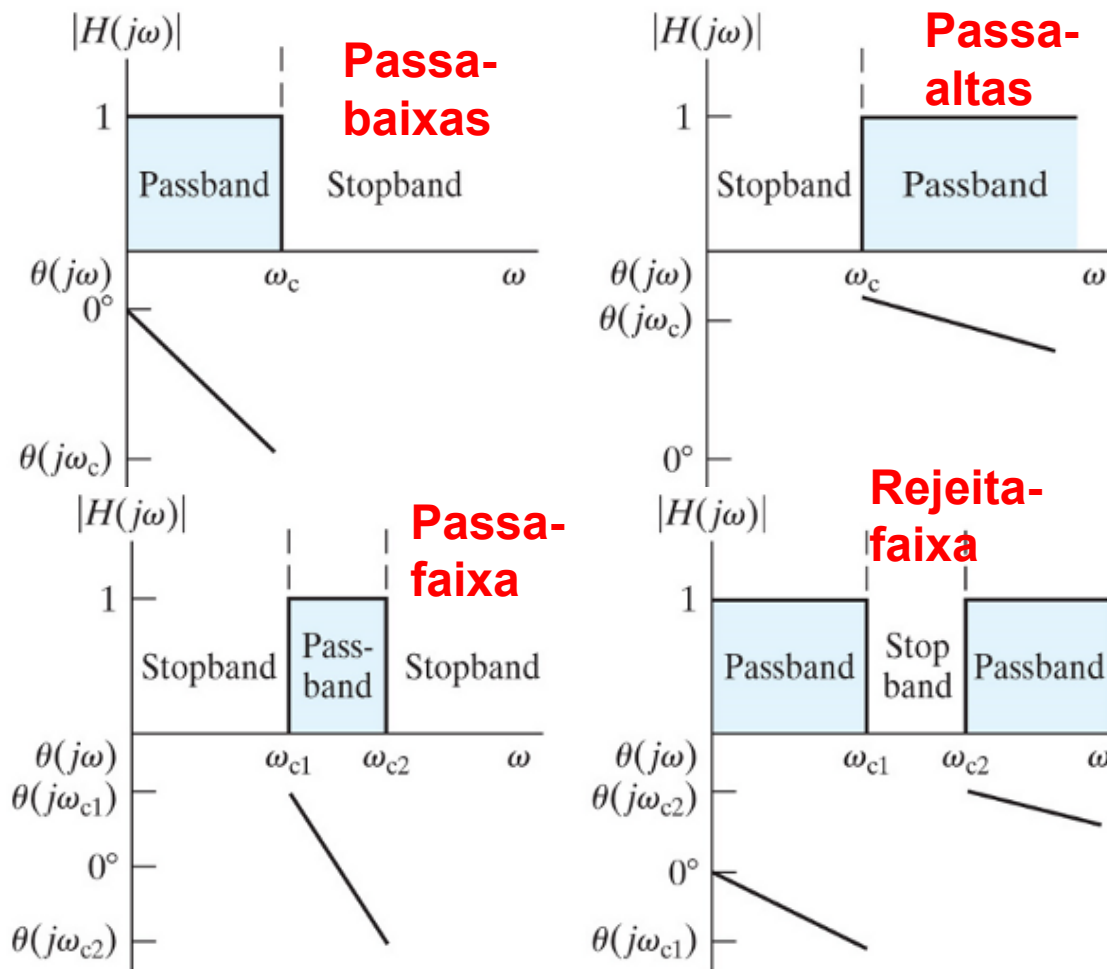 |H(jω)|
Passa-
baixas
1
Passband
Stopband
θ(jω)
ωc
ω
0°
θ(jωc)
|H(jω)|
Passa-
altas
1
Stopband
Passband
θ(jω)
ωc
ω
θ(jωc)
0°
|H(jω)|
Passa-
faixa
1
Stopband
Pass-
band
Stopband
θ(jω)
ωc1
ωc2
ω
θ(jωc1)
0°
θ(jωc2)
|H(jω)|
Rejeita-
faixa
1
Passband
Stop
band
Passband
θ(jω)
ωc1
ωc2
ω
θ(jωc2)
0°
θ(jωc1)